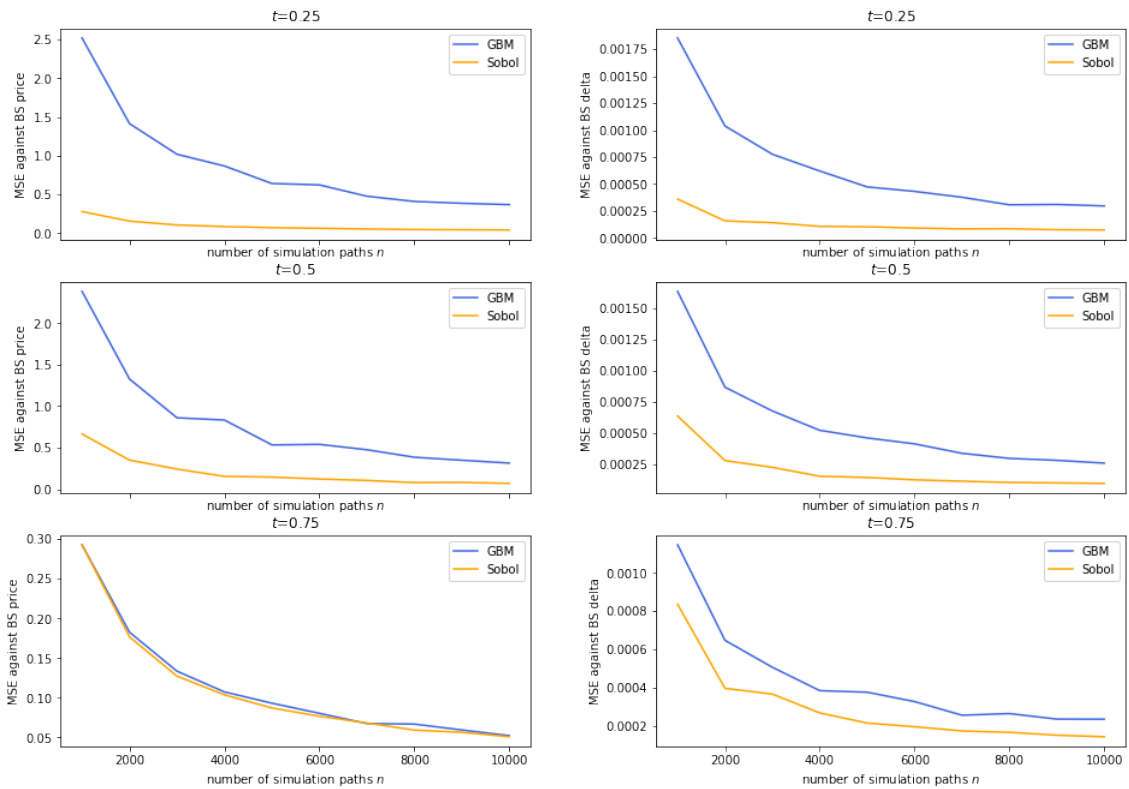 t=0.25
MSE against BS price
2.5
2.0
1.5
1.0
0.5
0.0
GBM
Sobol
2000
4000
6000
8000
10000
number of simulation paths n
t=0.25
MSE against BS delta
0.00175
0.00150
0.00125
0.00100
0.00075
0.00050
0.00025
0.00000
GBM
Sobol
number of simulation paths n
t=0.5
MSE against BS price
2.0
1.5
1.0
0.5
0.0
GBM
Sobol
number of simulation paths n
t=0.5
MSE against BS delta
0.00150
0.00125
0.00100
0.00075
0.00050
0.00025
GBM
Sobol
number of simulation paths n
t=0.75
MSE against BS price
0.30
0.25
0.20
0.15
0.10
0.05
GBM
Sobol
2000 4000 6000 8000 10000
number of simulation paths n
t=0.75
MSE against BS delta
0.0010
0.0008
0.0006
0.0004
0.0002
GBM
Sobol
2000 4000 6000 8000 10000
number of simulation paths n